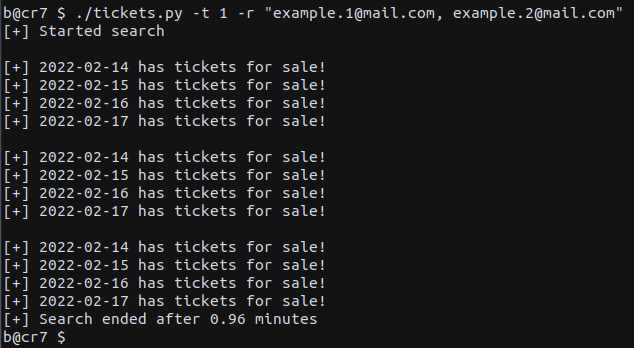 b@cr7 $ ./tickets.py -t 1 -r "example.1@mail.com, example.2@mail.com"
[+] Started search
[+] 2022-02-14 has tickets for sale!
[+] 2022-02-15 has tickets for sale!
[+] 2022-02-16 has tickets for sale!
[+] 2022-02-17 has tickets for sale!
[+] 2022-02-14 has tickets for sale!
[+] 2022-02-15 has tickets for sale!
[+] 2022-02-16 has tickets for sale!
[+] 2022-02-17 has tickets for sale!
[+] 2022-02-14 has tickets for sale!
[+] 2022-02-15 has tickets for sale!
[+] 2022-02-16 has tickets for sale!
[+] 2022-02-17 has tickets for sale!
[+] Search ended after 0.96 minutes
b@cr7 $